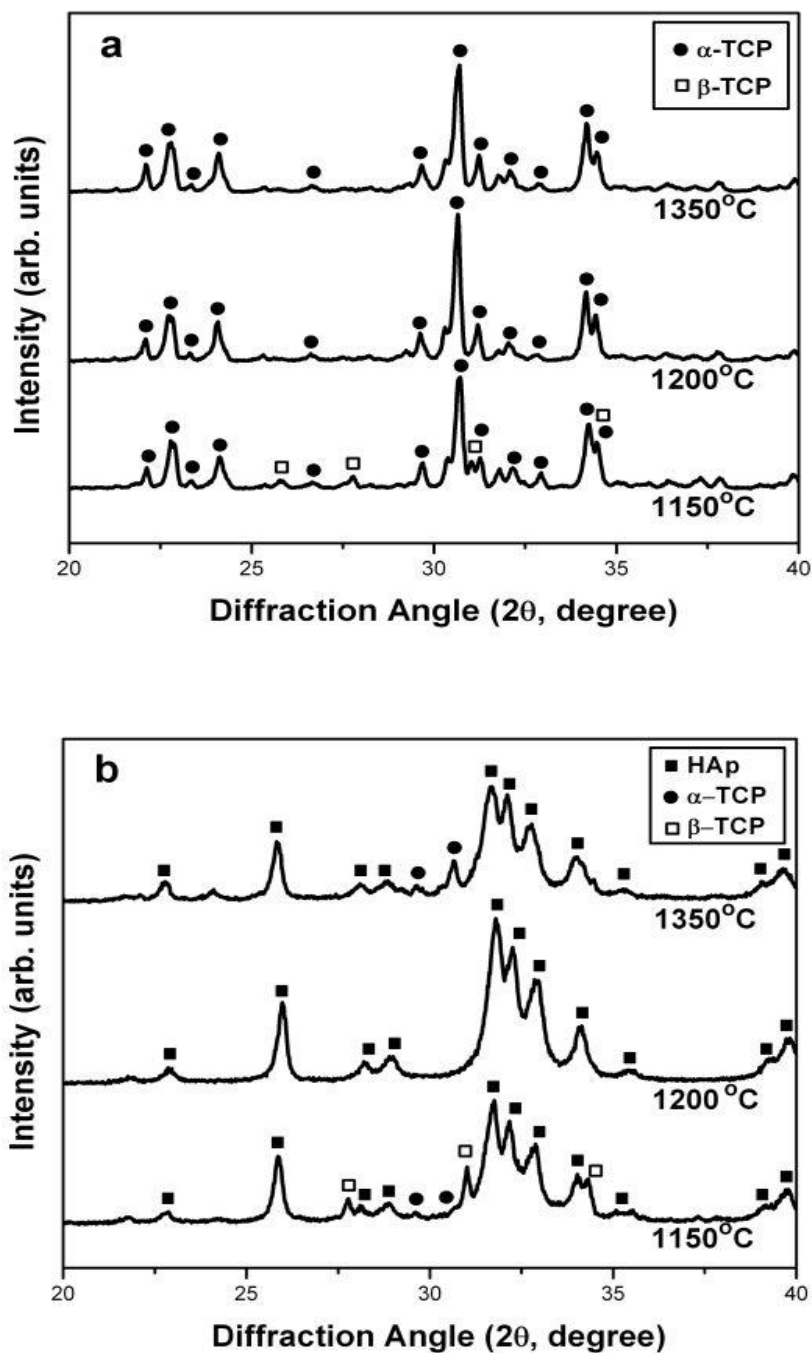 a
● α-TCP
□ β-TCP
1350°C
1200°C
1150°C
Intensity (arb. units)
20 25 30 35 40
Diffraction Angle (2θ, degree)
b
■ HAp
● α–TCP
□ β–TCP
1350°C
1200°C
1150°C
Intensity (arb. units)
20 25 30 35 40
Diffraction Angle (2θ, degree)